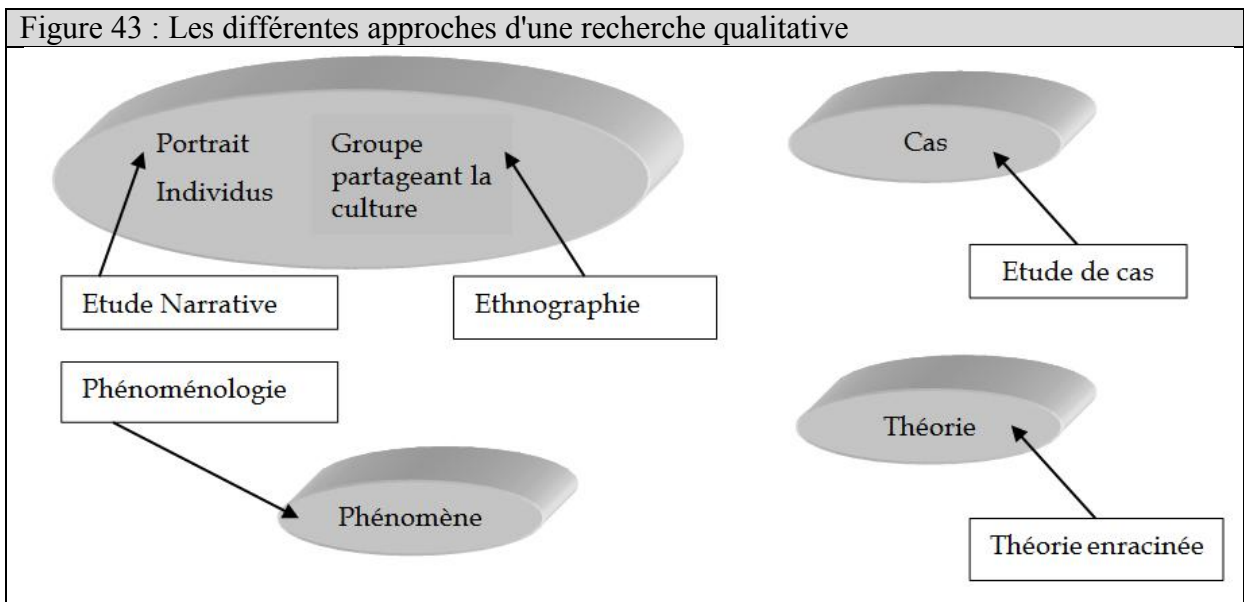 Figure 43 : Les différentes approches d'une recherche qualitative
Portrait
Individus
Groupe
partageant la
culture
Cas
Etude Narrative
Ethnographie
Etude de cas
Phénoménologie
Théorie
Phénomène
Théorie enracinée